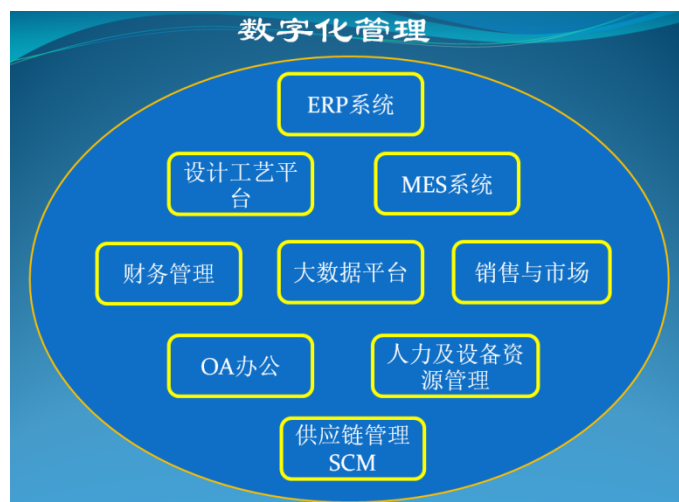 数字化管理
ERP系统
设计工艺平
台
MES系统
财务管理
大数据平台
销售与市场
OA办公
人力及设备资
源管理
供应链管理
SCM